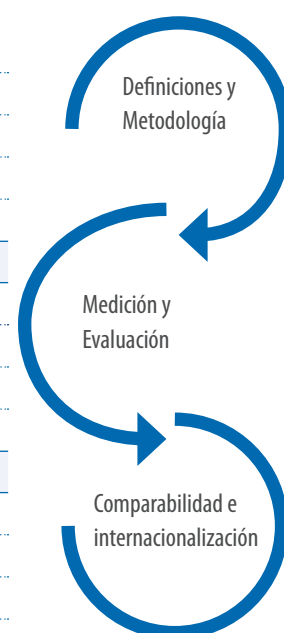 Definiciones y
Metodología
Medición y
Evaluación
Comparabilidad e
internacionalización